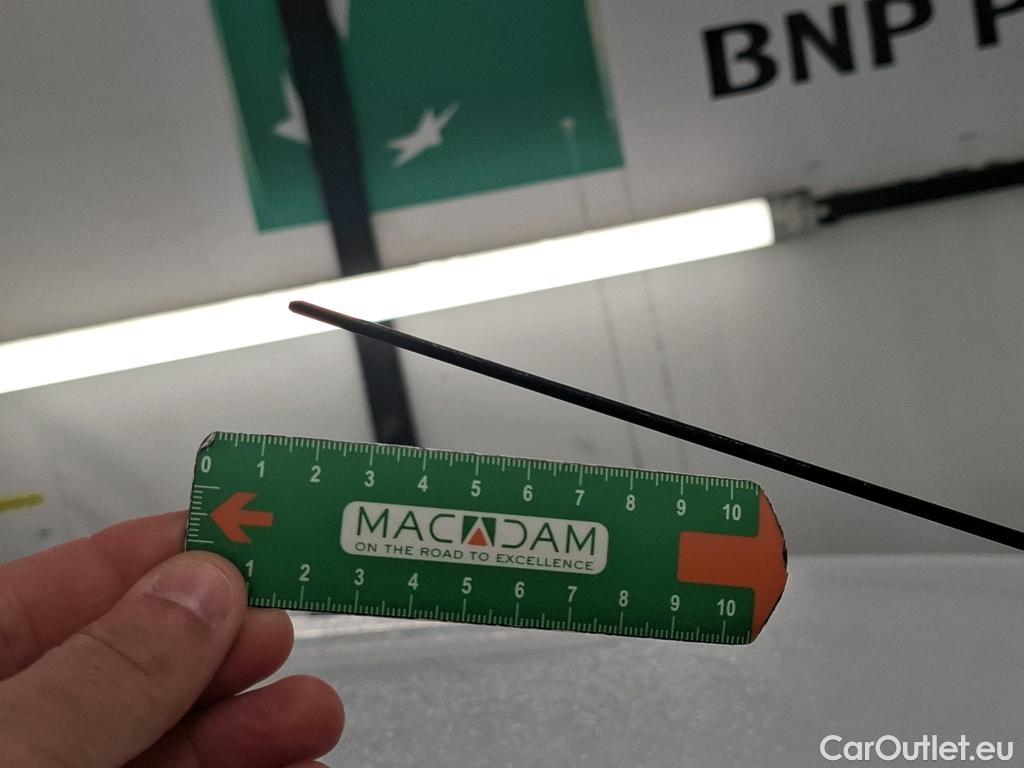 BNP P
0 1 2 3 4 5 6 7 8 9 10
MACADAM
ON THE ROAD TO EXCELLENCE
1 2 3 4 5 6 7 8 9 10
CarOutlet.eu